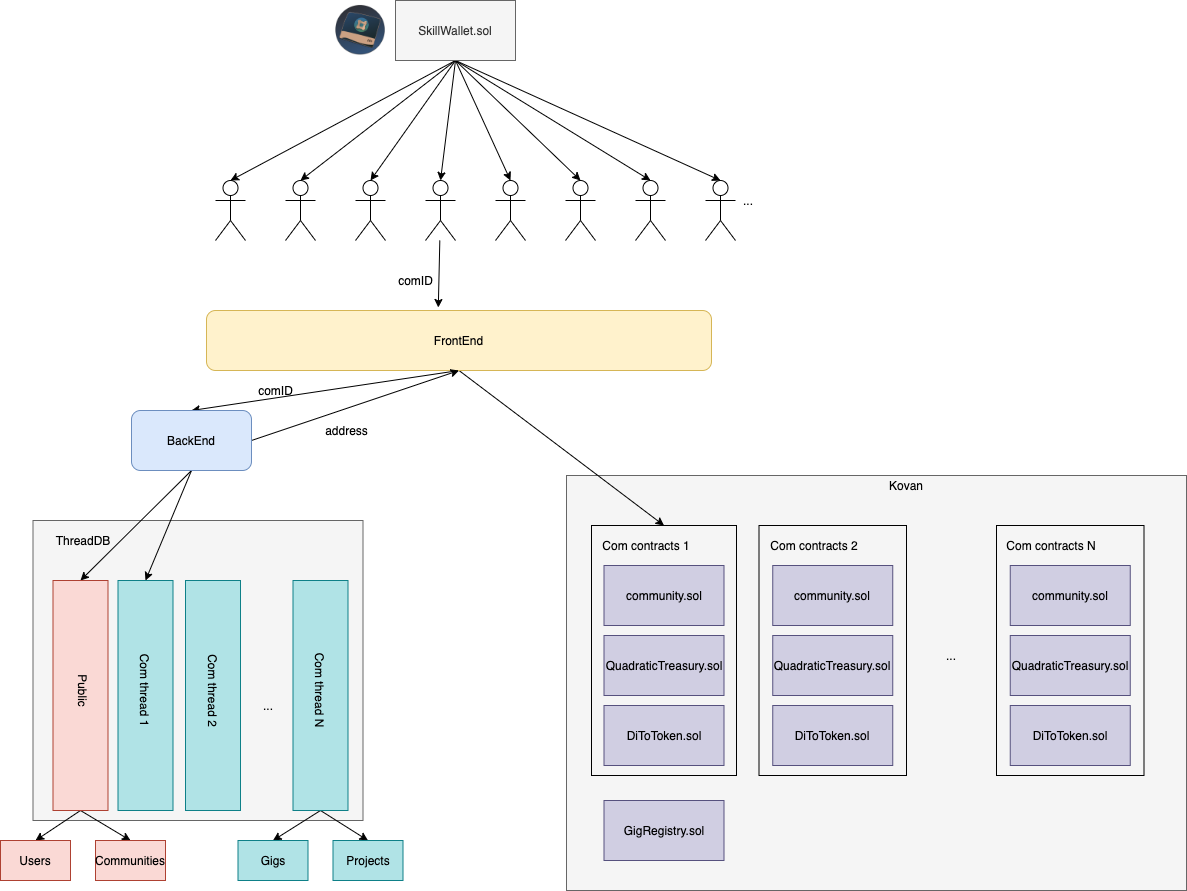 SkillWallet.sol
...
comID
FrontEnd
comID
address
BackEnd
ThreadDB
Public
Com thread 1
Com thread 2
...
Com thread N
Users
Communities
Gigs
Projects
Kovan
Com contracts 1
community.sol
QuadraticTreasury.sol
DiToToken.sol
Com contracts 2
community.sol
QuadraticTreasury.sol
DiToToken.sol
...
Com contracts N
community.sol
QuadraticTreasury.sol
DiToToken.sol
GigRegistry.sol